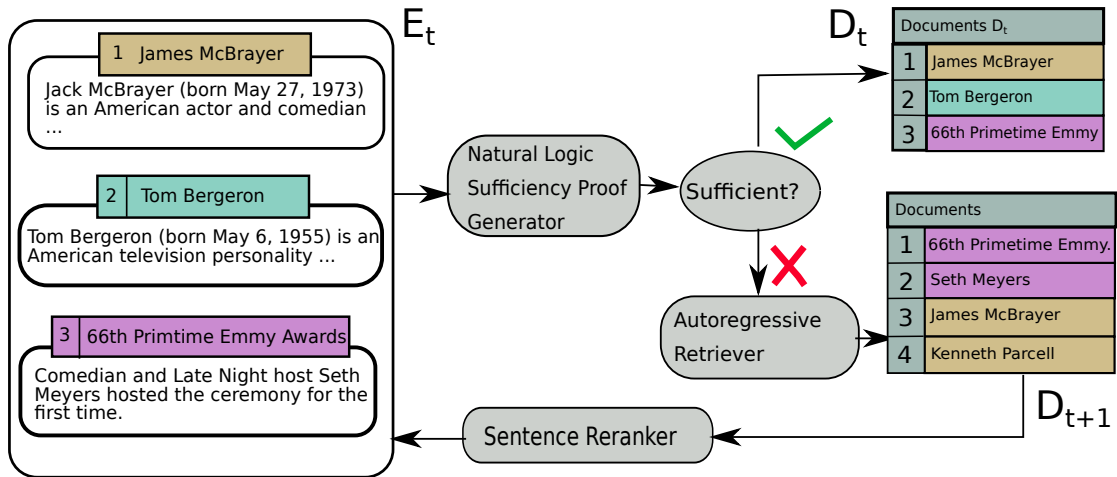 E_t
1 James McBrayer
Jack McBrayer (born May 27, 1973)
is an American actor and comedian
...
2 Tom Bergeron
Tom Bergeron (born May 6, 1955) is an
American television personality ...
3 66th Primtime Emmy Awards
Comedian and Late Night host Seth
Meyers hosted the ceremony for the
first time.
Natural Logic
Sufficiency Proof
Generator
Sufficient?
D_t
Documents D_t
1 James McBrayer
2 Tom Bergeron
3 66th Primetime Emmy
Autoregressive
Retriever
Documents
1 66th Primetime Emmy.
2 Seth Meyers
3 James McBrayer
4 Kenneth Parcell
D_{t+1}
Sentence Reranker